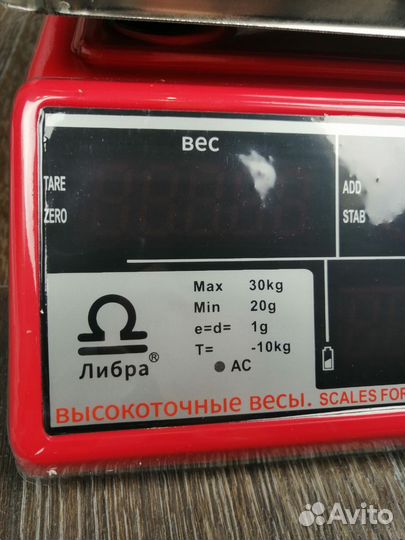 вес
TARE
ZERO
ADD
STAB
Max 30kg
Min 20g
e=d= 1g
T= -10kg
AC
Либра®
высокоточные весы. SCALES FOR
Avito